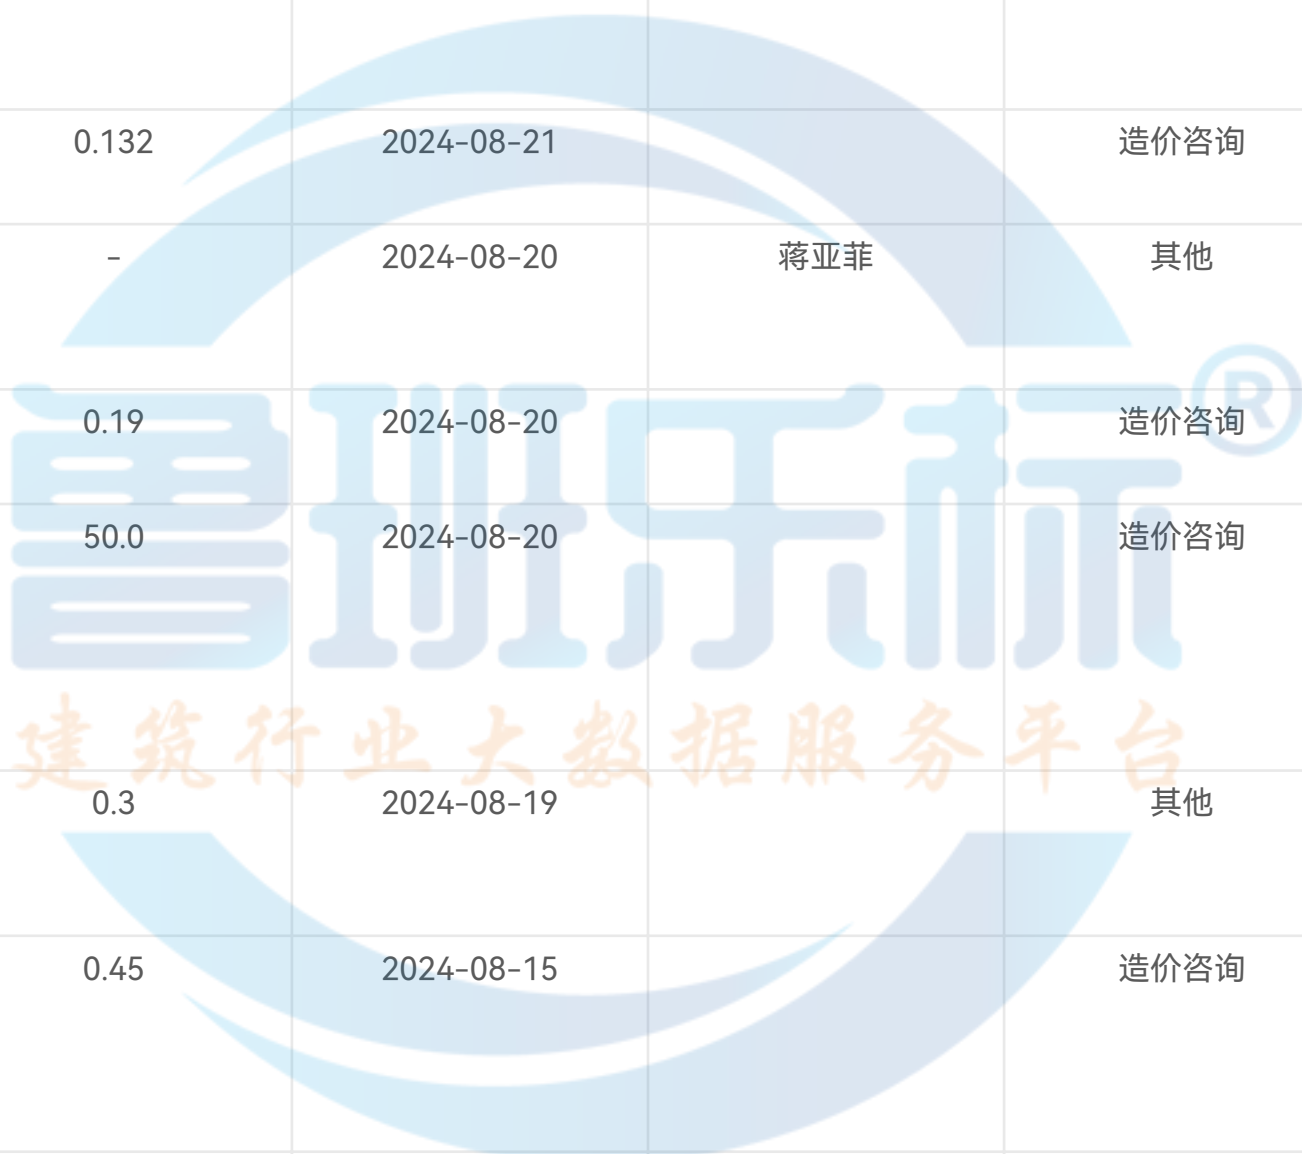 0.132 2024-08-21 造价咨询
- 2024-08-20 蒋亚菲 其他
®
0.19 2024-08-20 造价咨询
鲁班乐标
50.0 2024-08-20 造价咨询
建筑行业大数据服务平台
0.3 2024-08-19 其他
0.45 2024-08-15 造价咨询